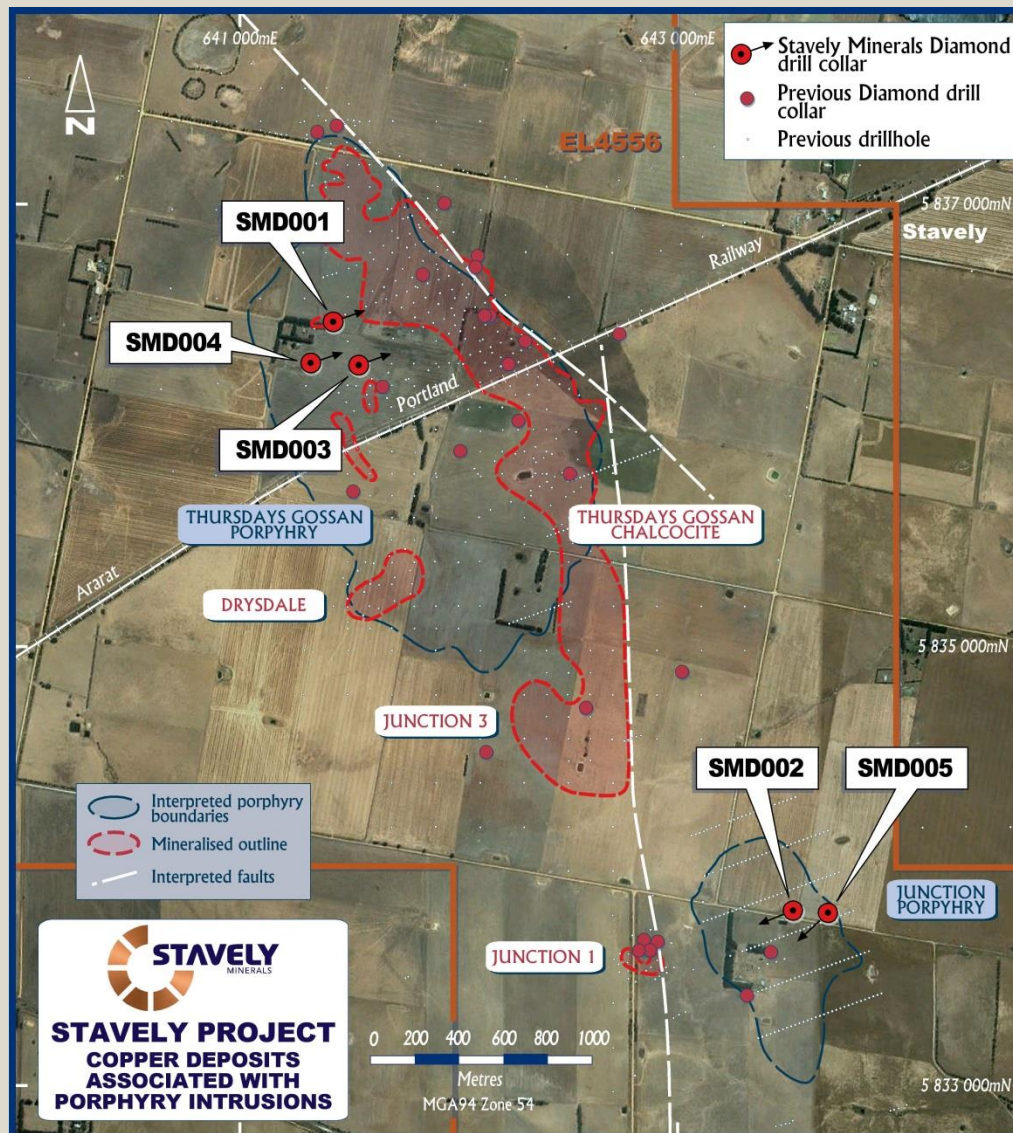 641 000mE
643 000mE
Stavely Minerals Diamond
drill collar
Previous Diamond drill
collar
Previous drillhole
N
EL4556
5 837 000mN
Stavely
SMD001
Railway
SMD004
Portland
SMD003
THURSDAYS GOSSAN
PORPYHRY
THURSDAYS GOSSAN
CHALCOCITE
Ararat
DRYSDALE
5 835 000mN
JUNCTION 3
SMD002
SMD005
Interpreted porphyry
boundaries
Mineralised outline
Interpreted faults
JUNCTION
PORPYHRY
JUNCTION 1
STAVELY
MINERALS
STAVELY PROJECT
COPPER DEPOSITS
ASSOCIATED WITH
PORPHYRY INTRUSIONS
0 200 400 600 800 1000
Metres
MGA94 Zone 54
5 833 000mN